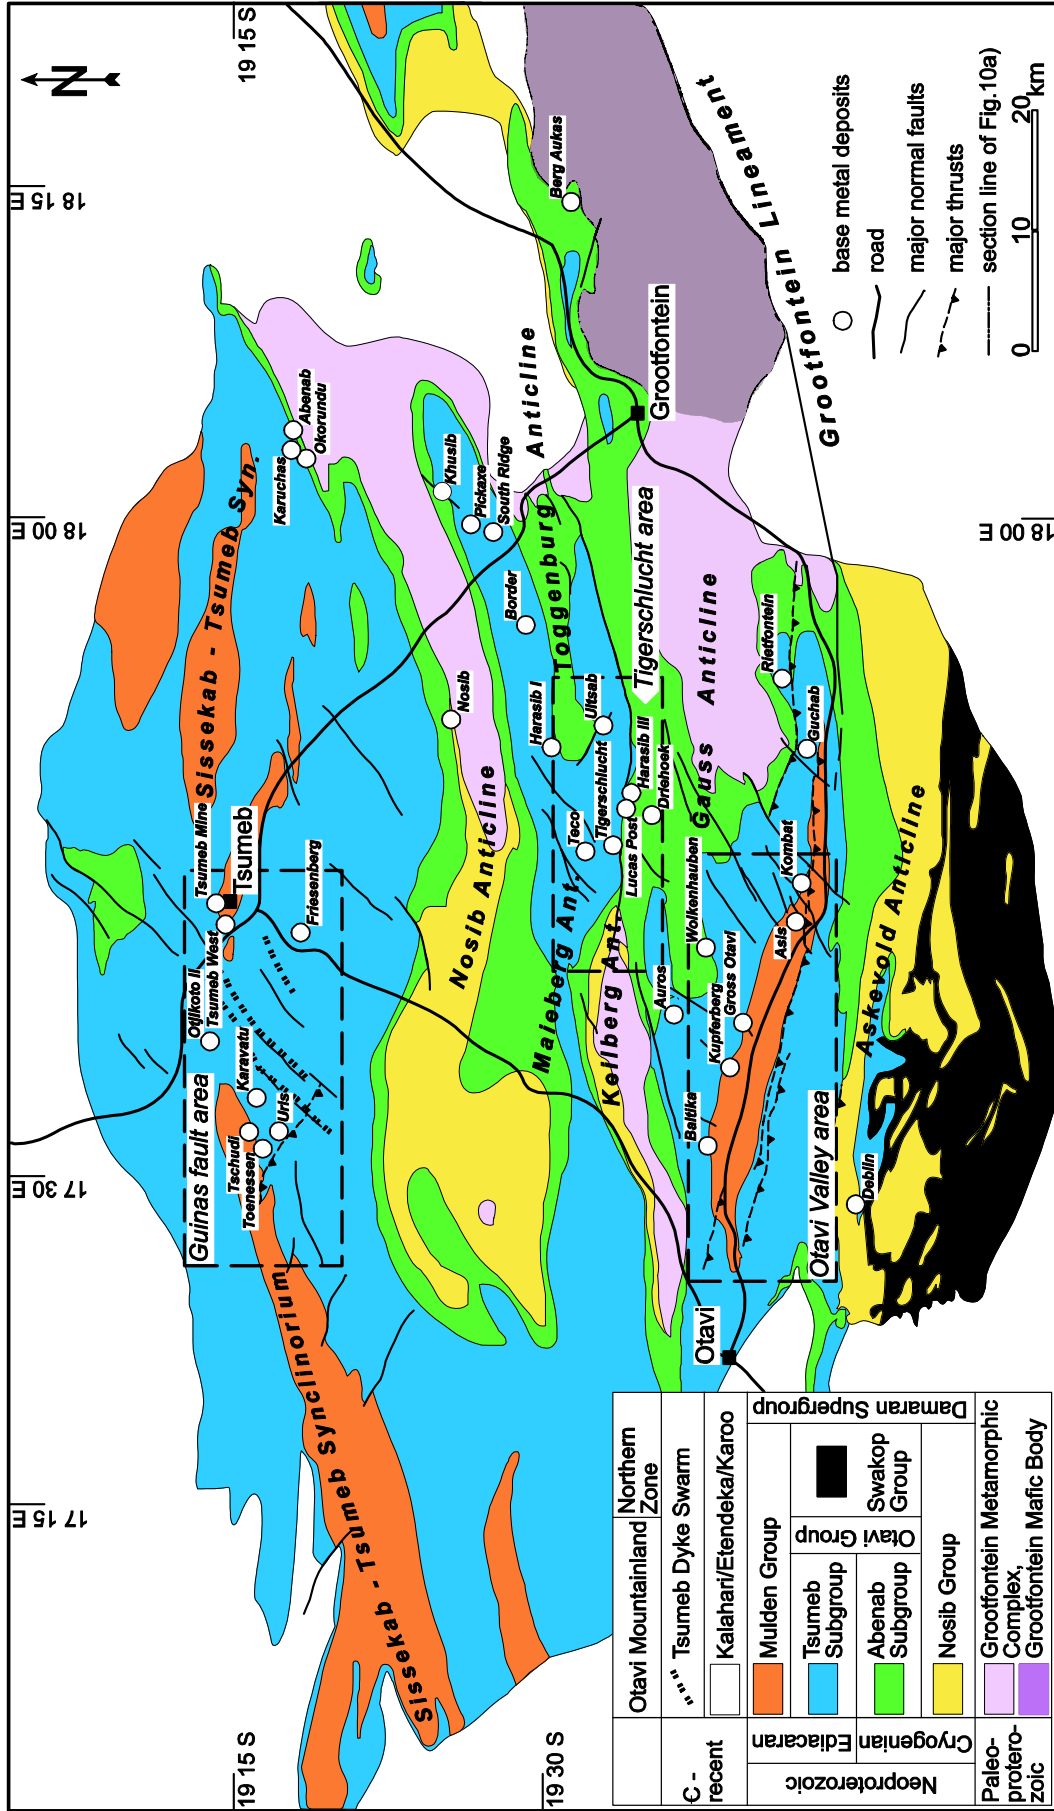 17 15 E
17 30 E
18 00 E
18 15 E
19 15 S
19 15 S
19 30 S
18 00 E
N
Sissekab - Tsumeb Synclinorium
Sissekab - Tsumeb Syn.
Guinas fault area
Tschudi
Toenessen
Uris
Karavatu
Otjikoto II
Tsumeb West
Tsumeb Mine
Tsumeb
Friesenberg
Karuchas
Abenab
Okorundu
Nosib Anticline
Nosib
Khusib
Pickaxe
South Ridge
Border
Toggenburg
Anticline
Maieberg Ant.
Harasib I
Uitsab
Teco
Tigerschlucht
Lucas Post
Harasib III
Driehoek
Tigerschlucht area
Keilberg Ant.
Auros
Wolkenhauben
Gauss
Anticline
Grootfontein
Berg Aukas
Grootfontein Lineament
Otavi
Baltika
Kupferberg
Gross Otavi
Asis
Kombat
Guchab
Rietfontein
Otavi Valley area
Deblin
Askevold Anticline
base metal deposits
road
major normal faults
major thrusts
section line of Fig.10a)
0
10
20
km
Otavi Mountainland
Northern
Zone
Є -
recent
Tsumeb Dyke Swarm
Kalahari/Etendeka/Karoo
Neoproterozoic
Ediacaran
Cryogenian
Mulden Group
Tsumeb
Subgroup
Abenab
Subgroup
Otavi Group
Swakop
Group
Nosib Group
Damaran Supergroup
Paleo-
protero-
zoic
Grootfontein Metamorphic
Complex,
Grootfontein Mafic Body